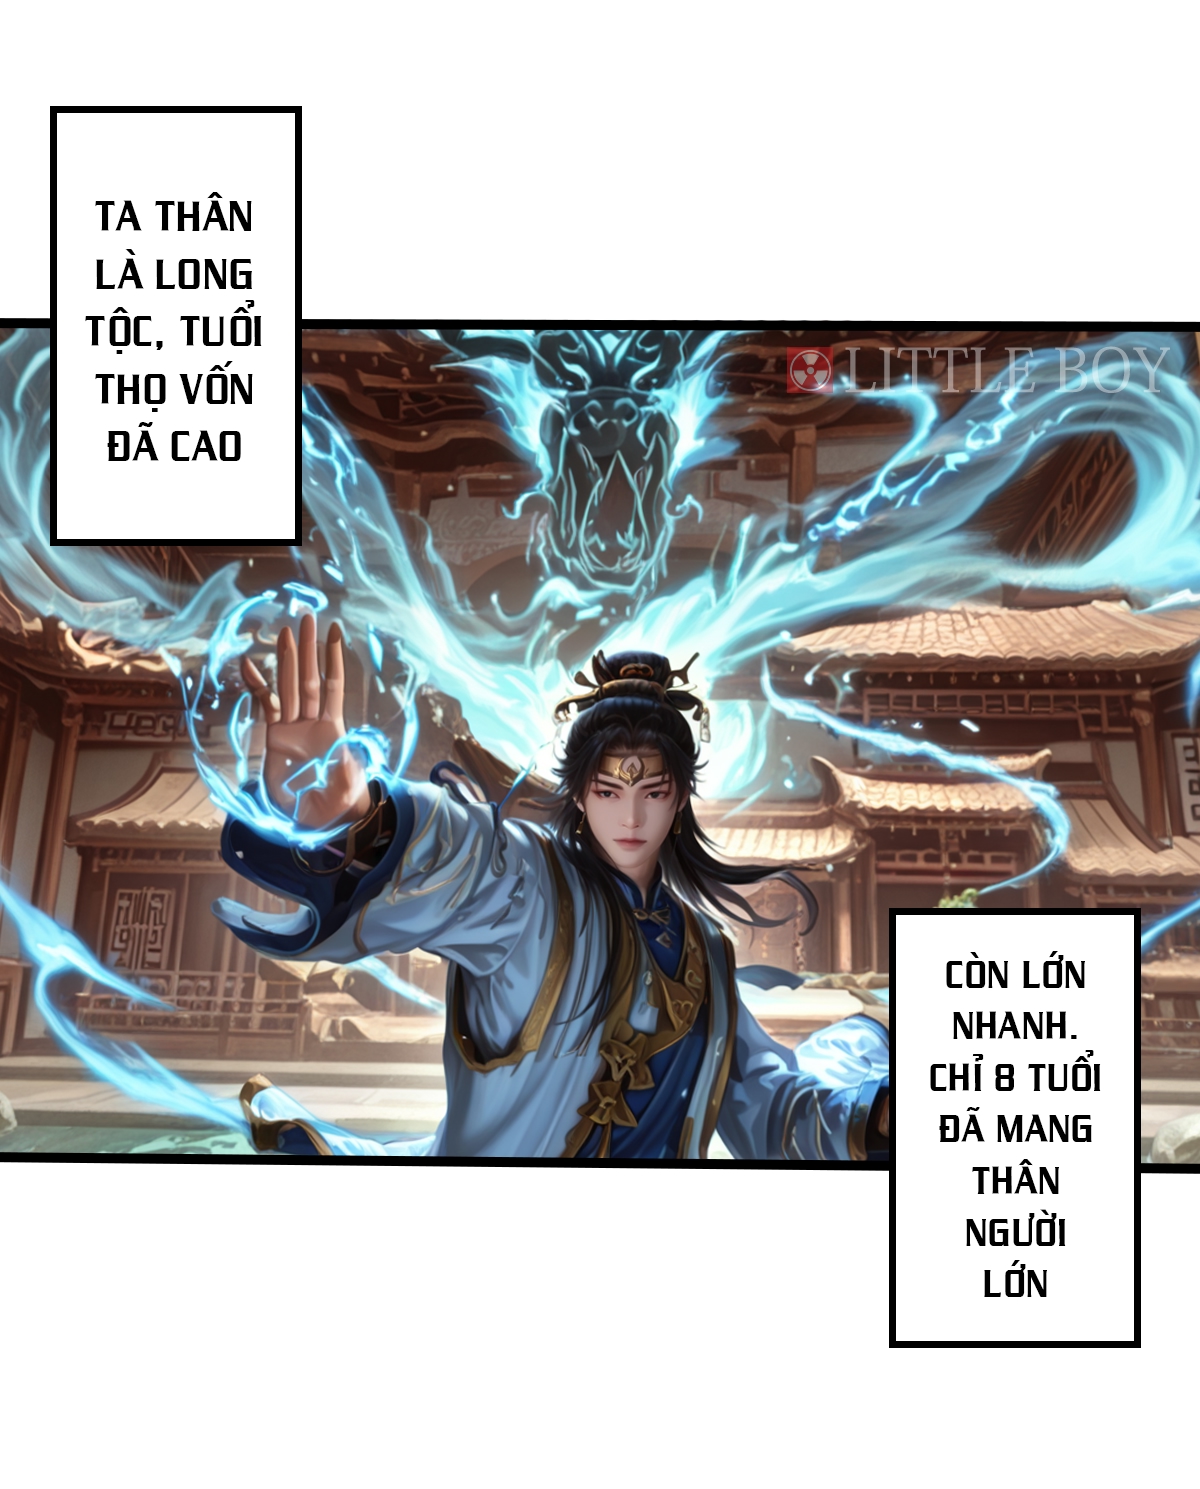 TA THÂN
LÀ LONG
TỘC, TUỔI
THỌ VỐN
ĐÃ CAO
LITTLE BOY
CÒN LỚN
NHANH.
CHỈ 8 TUỔI
ĐÃ MANG
THÂN
NGƯỜI
LỚN